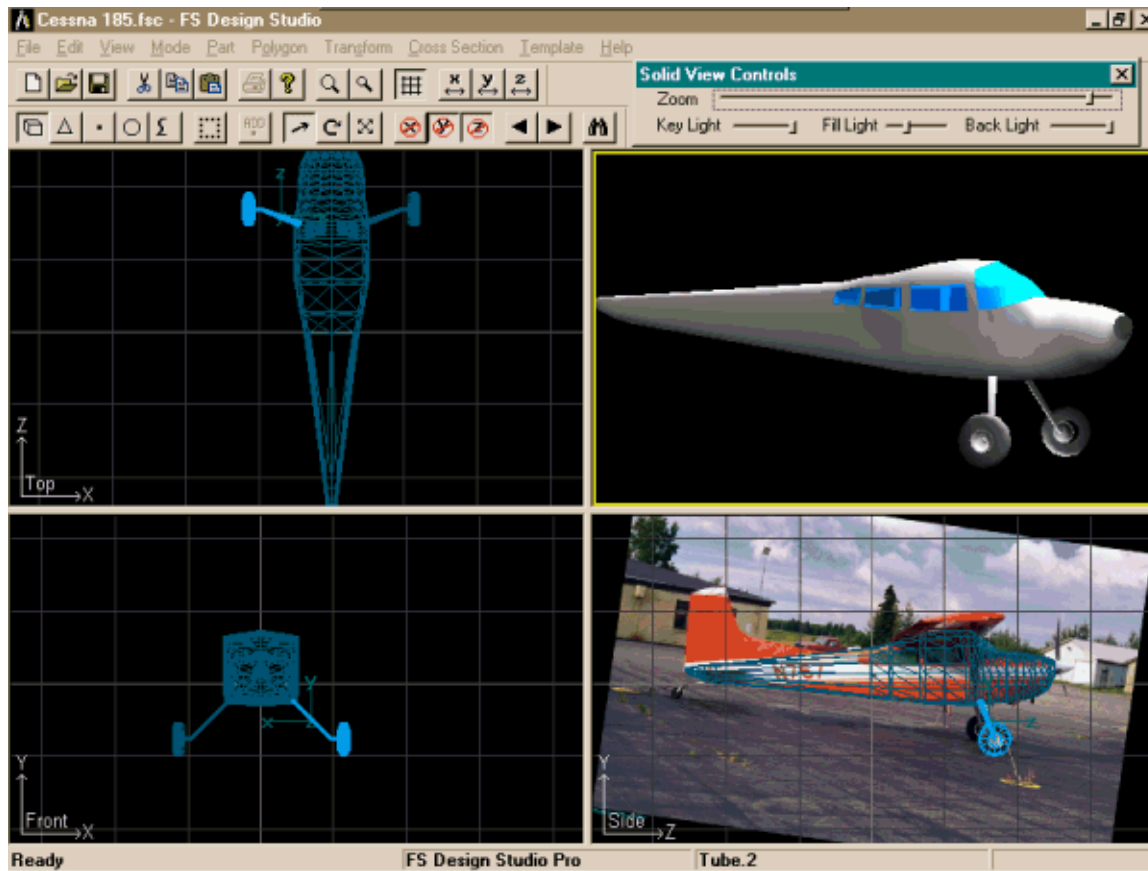 Cessna 185.fsc - FS Design Studio
File Edit View Mode Part Polygon Transform Cross Section Template Help
Solid View Controls
Zoom
Key Light Fill Light Back Light
x y z
ADD
x y z
z
Z
Top X
y
x
Y
Front X
z
Y
Side Z
Ready FS Design Studio Pro Tube.2